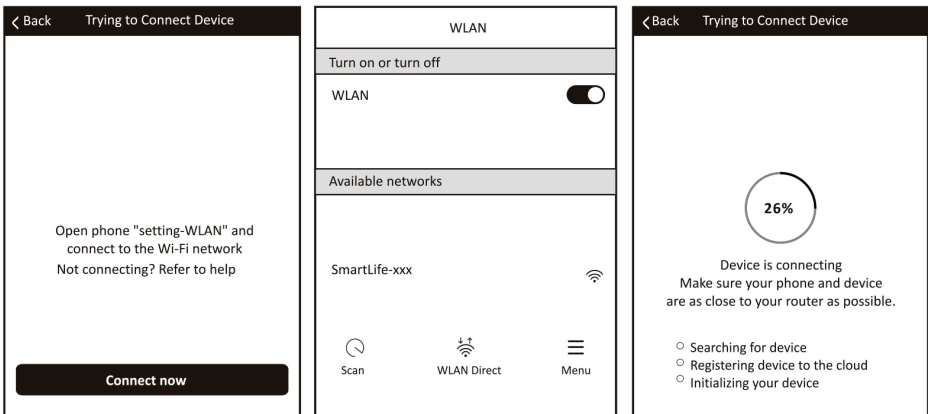 Back
Trying to Connect Device
Open phone "setting-WLAN" and
connect to the Wi-Fi network
Not connecting? Refer to help
Connect now
WLAN
Turn on or turn off
WLAN
Available networks
SmartLife-xxx
Scan
WLAN Direct
Menu
Back
Trying to Connect Device
26%
Device is connecting
Make sure your phone and device
are as close to your router as possible.
Searching for device
Registering device to the cloud
Initializing your device